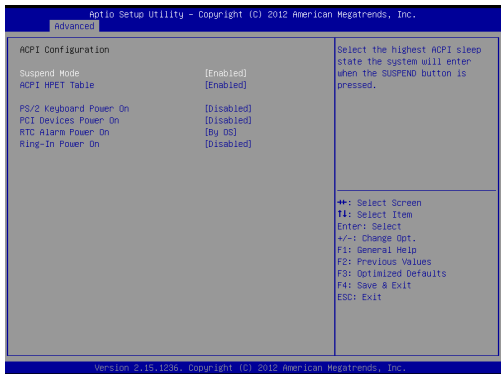 Aptio Setup Utility – Copyright (C) 2012 American Megatrends, Inc.
Advanced
ACPI Configuration
Suspend Mode [Enabled]
ACPI HPET Table [Enabled]
PS/2 Keyboard Power On [Disabled]
PCI Devices Power On [Disabled]
RTC Alarm Power On [By OS]
Ring-In Power On [Disabled]
Select the highest ACPI sleep
state the system will enter
when the SUSPEND button is
pressed.
→←: Select Screen
↑↓: Select Item
Enter: Select
+/-: Change Opt.
F1: General Help
F2: Previous Values
F3: Optimized Defaults
F4: Save & Exit
ESC: Exit
Version 2.15.1236. Copyright (C) 2012 American Megatrends, Inc.